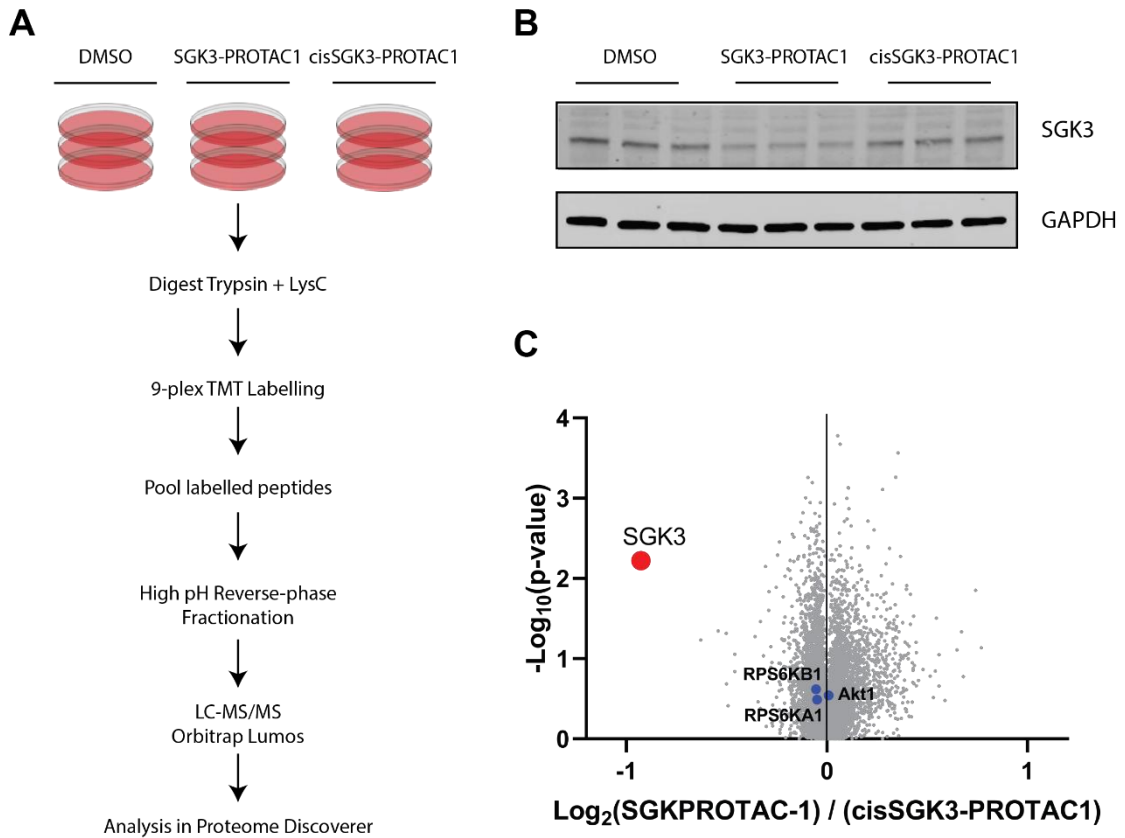 A
DMSO
SGK3-PROTAC1
cisSGK3-PROTAC1
Digest Trypsin + LysC
9-plex TMT Labelling
Pool labelled peptides
High pH Reverse-phase
Fractionation
LC-MS/MS
Orbitrap Lumos
Analysis in Proteome Discoverer
B
DMSO
SGK3-PROTAC1
cisSGK3-PROTAC1
SGK3
GAPDH
C
-Log10(p-value)
4
3
2
1
0
SGK3
RPS6KB1
Akt1
RPS6KA1
-1
0
1
Log2(SGKPROTAC-1) / (cisSGK3-PROTAC1)